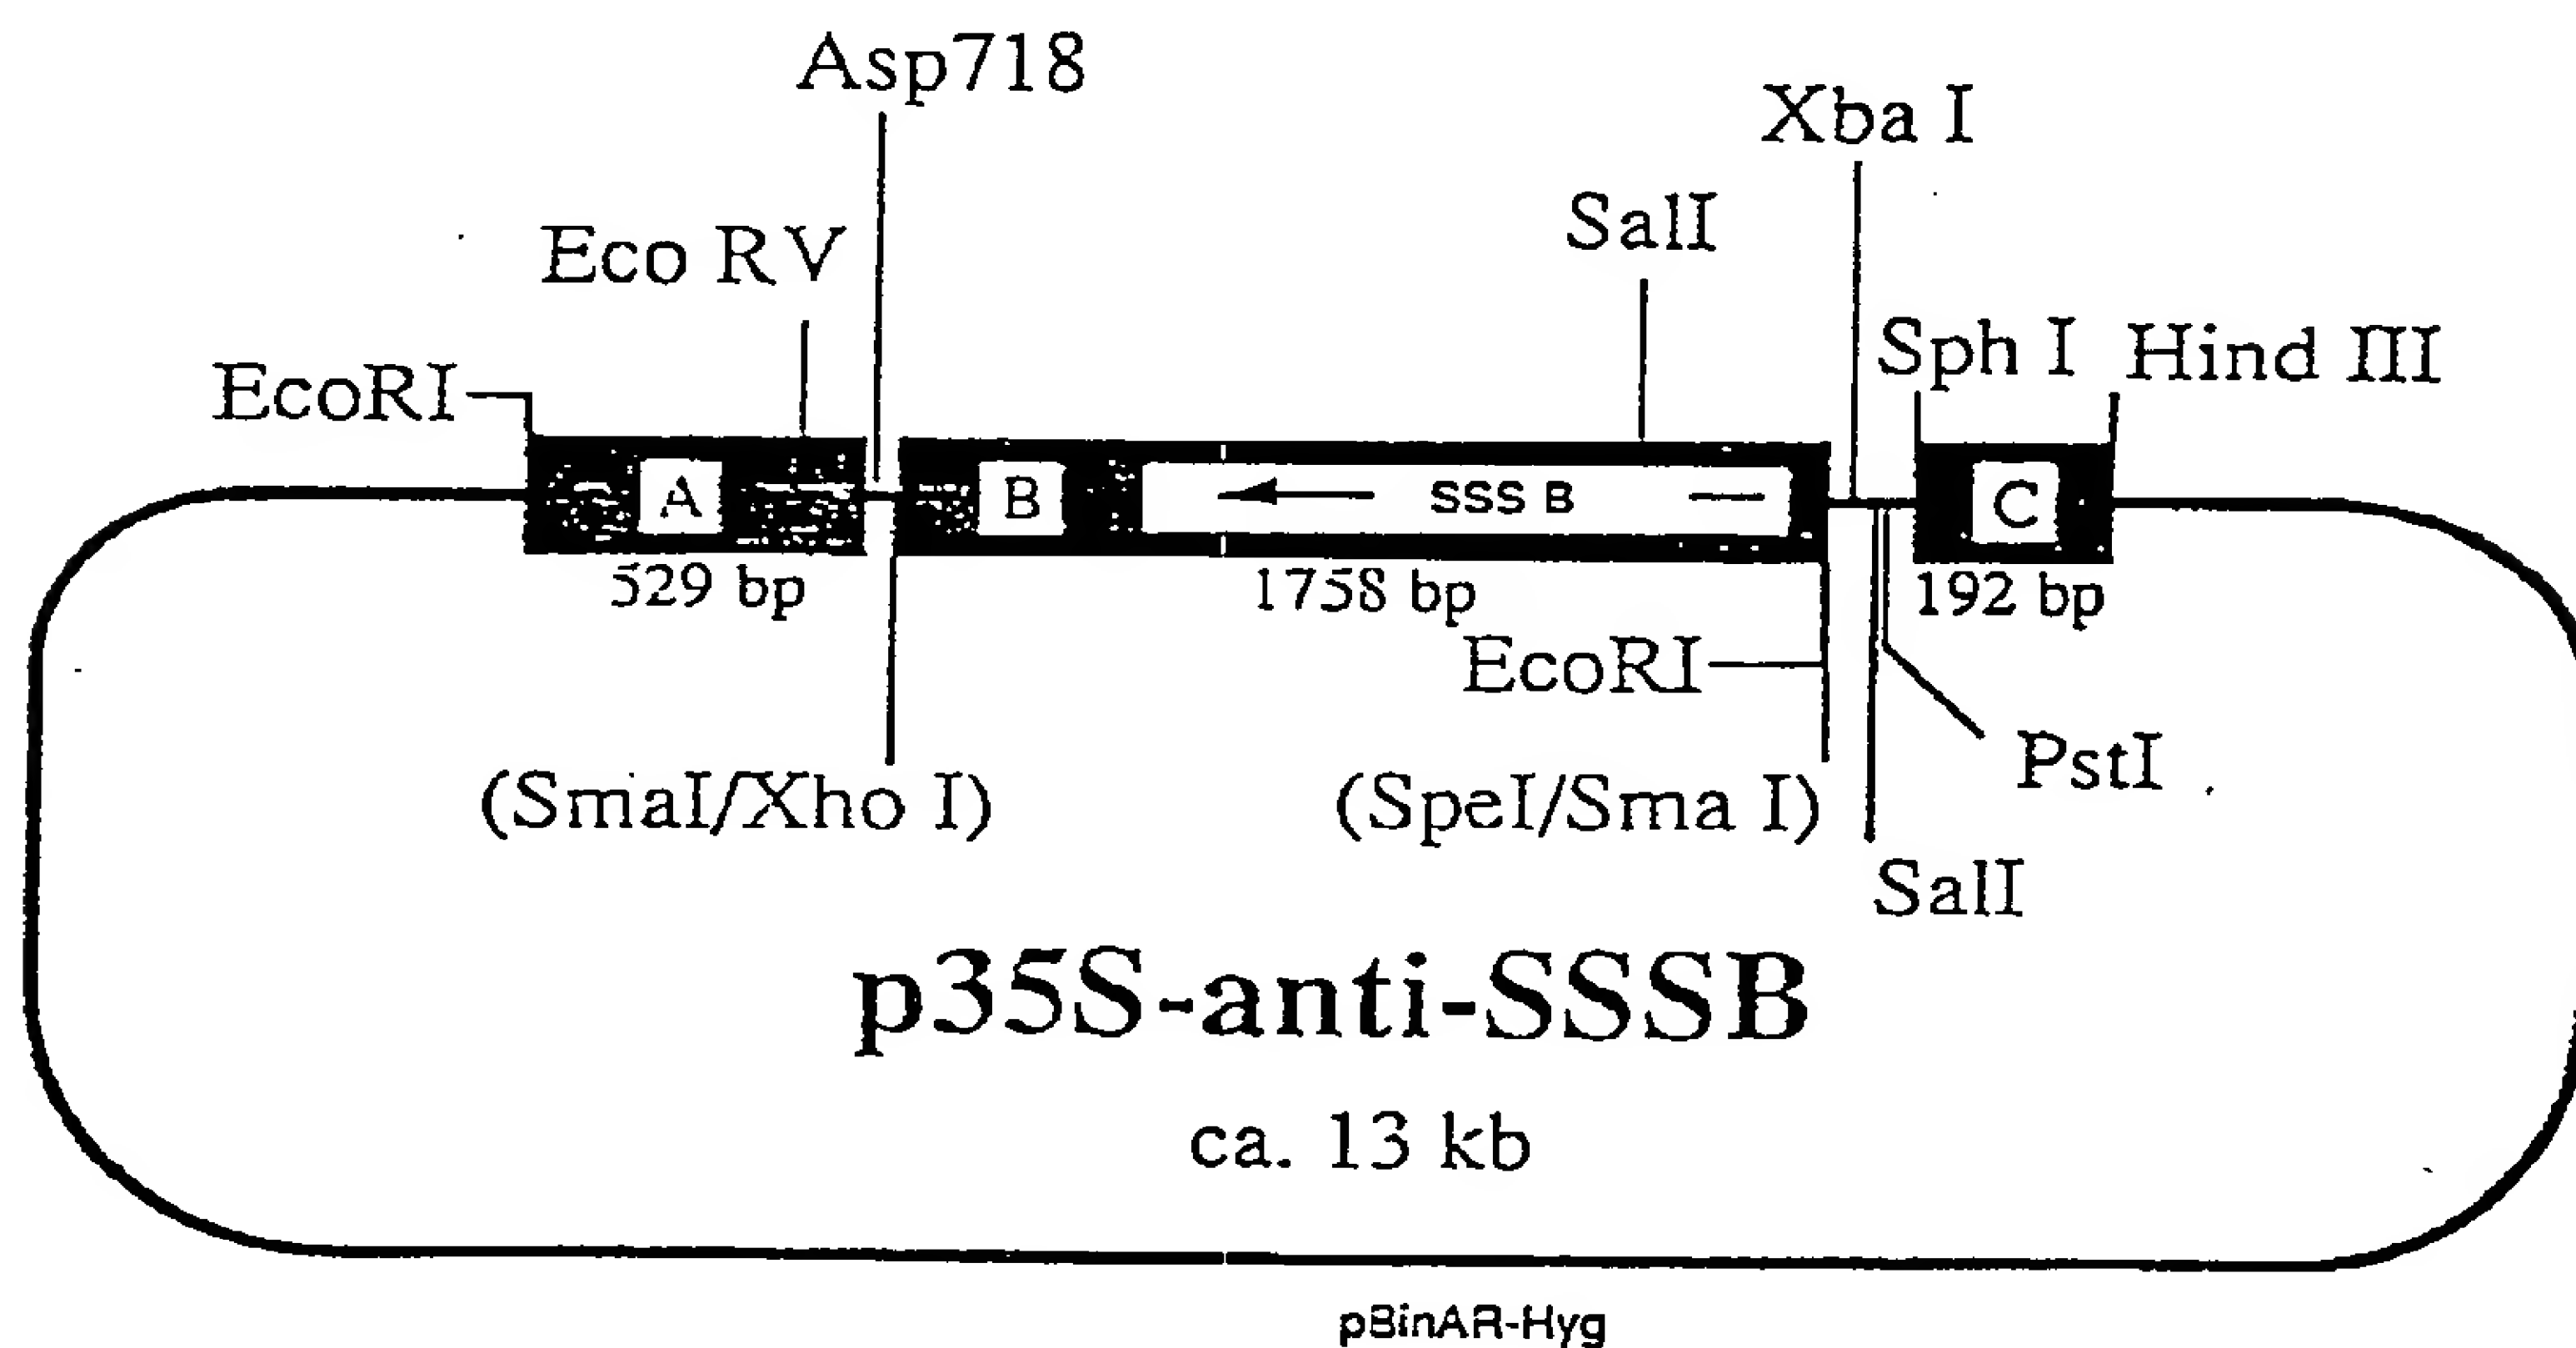 Asp718
Xba I
SalI
Eco RV
Sph I
Hind III
EcoRI
A
B
SSS B
C
529 bp
1758 bp
192 bp
EcoRI
PstI
(SmaI/Xho I)
(SpeI/Sma I)
SalI
p35S-anti-SSSB
ca. 13 kb
pBinAR-Hyg